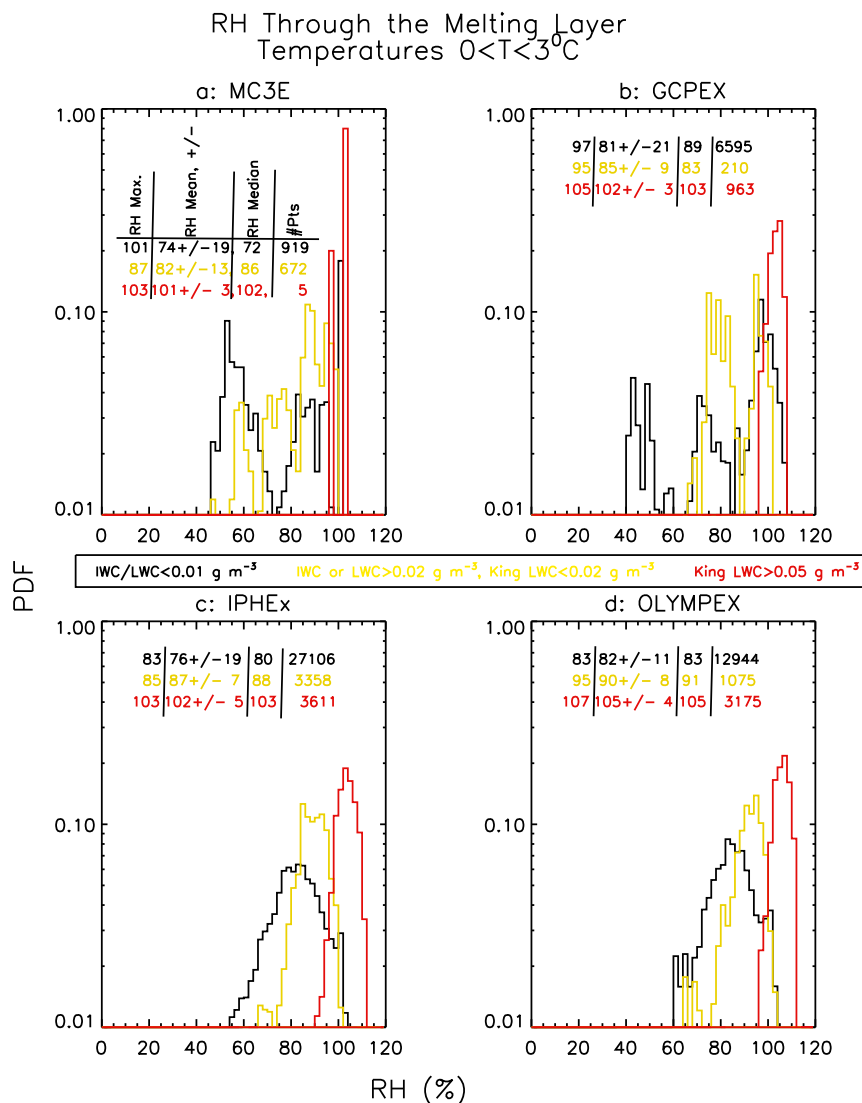 RH Through the Melting Layer
Temperatures 0<T<3°C
a: MC3E
1.00
0.10
0.01
0 20 40 60 80 100 120
RH Max.
RH Mean, +/-
RH Median
#Pts
101 74+/-19, 72 919
87 82+/-13, 86 672
103 101+/- 3, 102, 5
b: GCPEX
1.00
0.10
0.01
0 20 40 60 80 100 120
97 81+/-21 89 6595
95 85+/- 9 83 210
105 102+/- 3 103 963
PDF
IWC/LWC<0.01 g m⁻³ IWC or LWC>0.02 g m⁻³, King LWC<0.02 g m⁻³ King LWC>0.05 g m⁻³
c: IPHEx
1.00
0.10
0.01
0 20 40 60 80 100 120
83 76+/-19 80 27106
85 87+/- 7 88 3358
103 102+/- 5 103 3611
d: OLYMPEX
1.00
0.10
0.01
0 20 40 60 80 100 120
83 82+/-11 83 12944
95 90+/- 8 91 1075
107 105+/- 4 105 3175
RH (%)